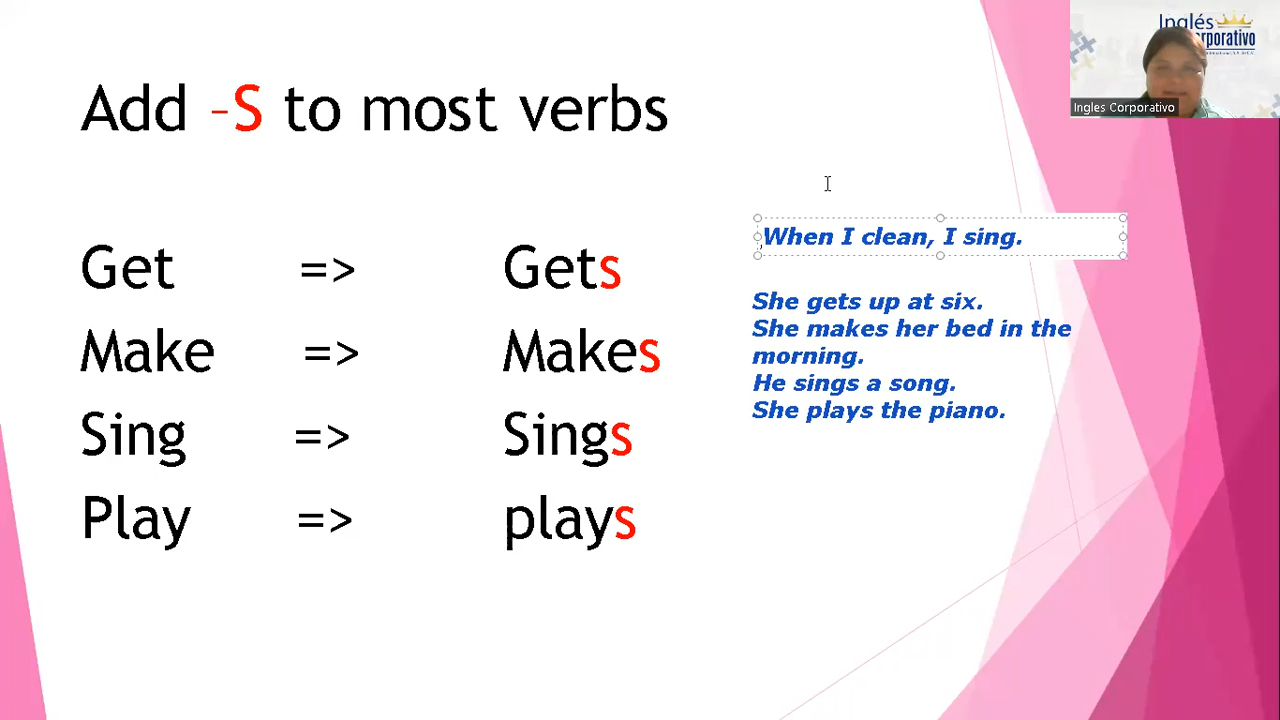 Add –S to most verbs
Get => Gets
Make => Makes
Sing => Sings
Play => plays
When I clean, I sing.
She gets up at six.
She makes her bed in the
morning.
He sings a song.
She plays the piano.
Inglés
rporativo
Ingles Corporativo